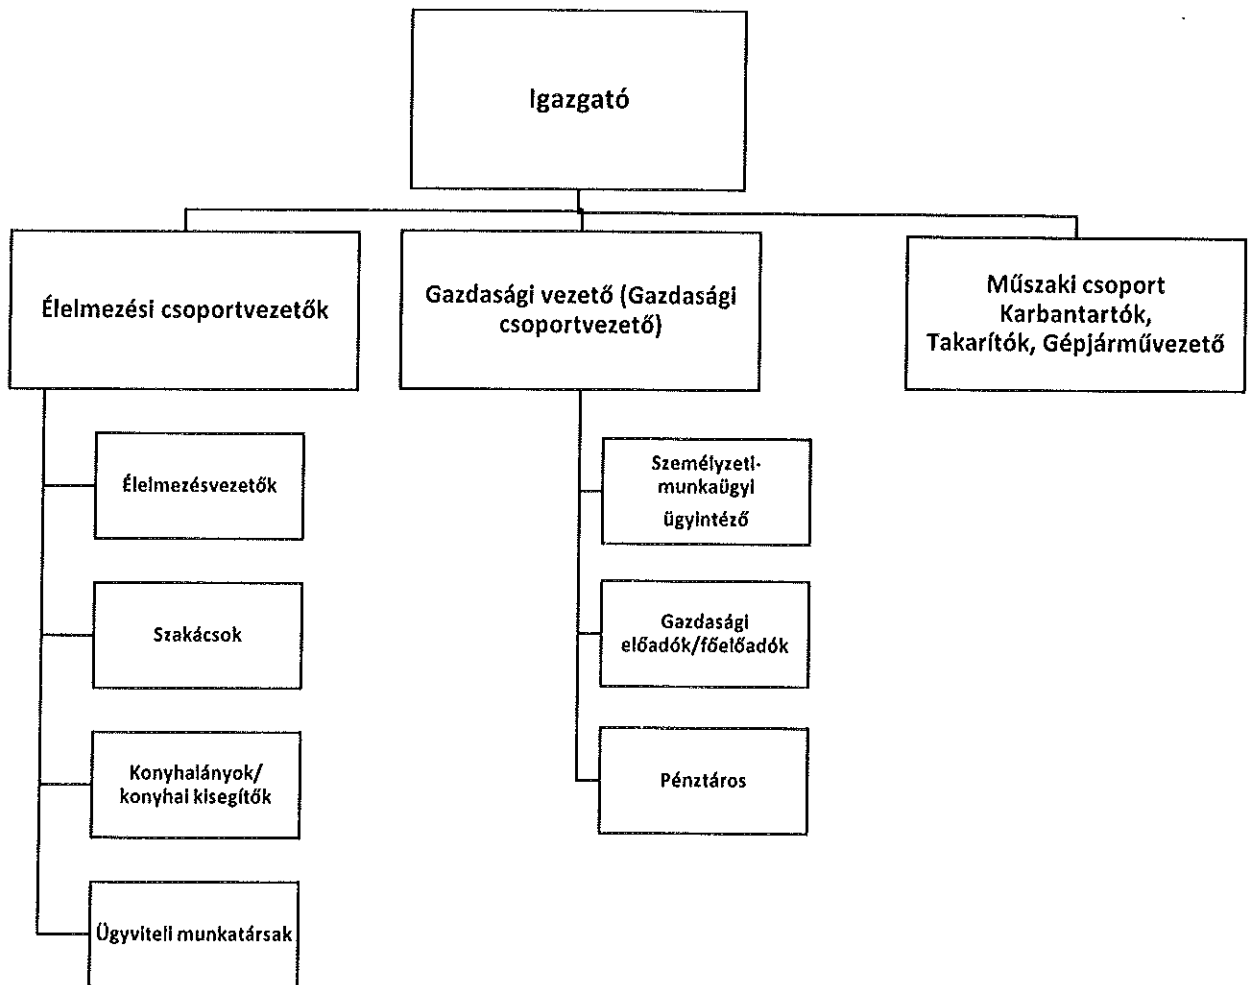 Igazgató
Élelmezési csoportvezetők
Gazdasági vezető (Gazdasági
csoportvezető)
Műszaki csoport
Karbantartók,
Takarítók, Gépjárművezető
Élelmezésvezetők
Szakácsok
Konyhalányok/
konyhai kisegítők
Ügyviteli munkatársak
Személyzeti-
munkaügyi
ügyintéző
Gazdasági
előadók/főelőadók
Pénztáros